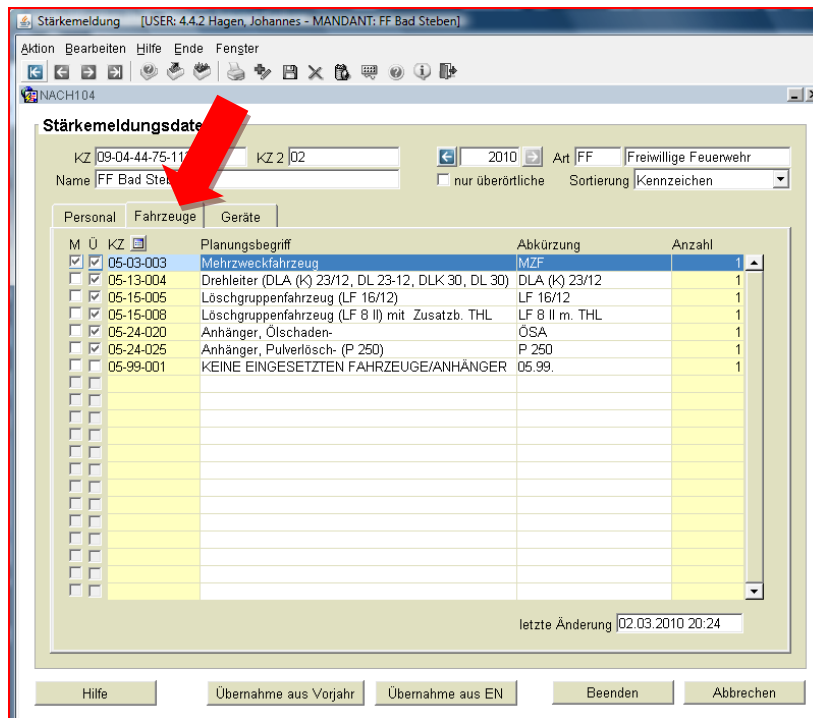 Stärkemeldung [USER: 4.4.2 Hagen, Johannes - MANDANT: FF Bad Steben]
Aktion Bearbeiten Hilfe Ende Fenster
NACH104
Stärkemeldungsdate
KZ 09-04-44-75-11 KZ 2 02 2010 Art FF Freiwillige Feuerwehr
Name FF Bad Steb nur überörtliche Sortierung Kennzeichen
Personal Fahrzeuge Geräte
M Ü KZ Planungsbegriff Abkürzung Anzahl
05-03-003 Mehrzweckfahrzeug MZF 1
05-13-004 Drehleiter (DLA (K) 23/12, DL 23-12, DLK 30, DL 30) DLA (K) 23/12 1
05-15-005 Löschgruppenfahrzeug (LF 16/12) LF 16/12 1
05-15-008 Löschgruppenfahrzeug (LF 8 II) mit Zusatzb. THL LF 8 II m. THL 1
05-24-020 Anhänger, Ölschaden- ÖSA 1
05-24-025 Anhänger, Pulverlösch- (P 250) P 250 1
05-99-001 KEINE EINGESETZTEN FAHRZEUGE/ANHÄNGER 05.99. 1
letzte Änderung 02.03.2010 20:24
Hilfe Übernahme aus Vorjahr Übernahme aus EN Beenden Abbrechen